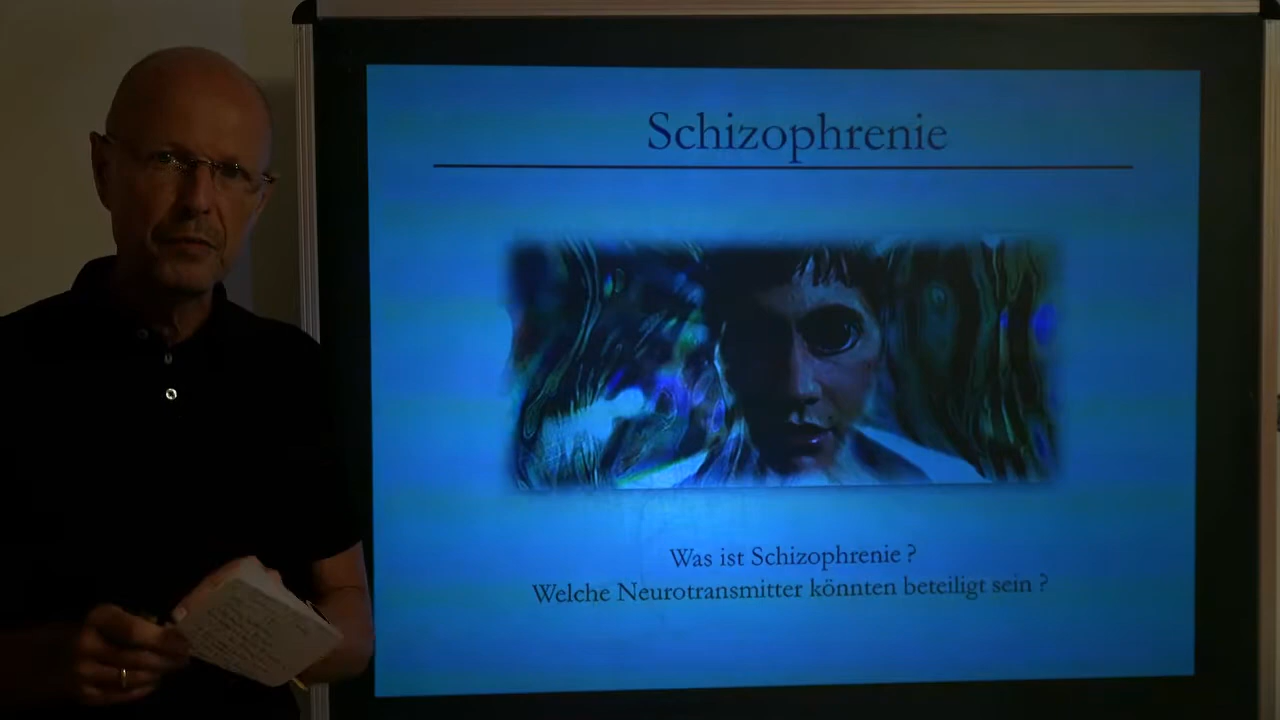 Schizophrenie
Was ist Schizophrenie ?
Welche Neurotransmitter könnten beteiligt sein ?